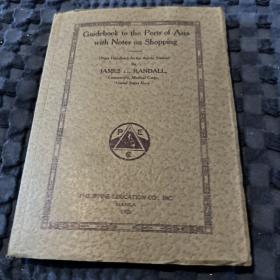 Guidebook to the Ports of Asia
with Notes on Shopping
By
JAMES RANDALL,
Commander, Medical Corps,
United States Navy
P E C
PHILIPPINE EDUCATION CO., INC.
MANILA